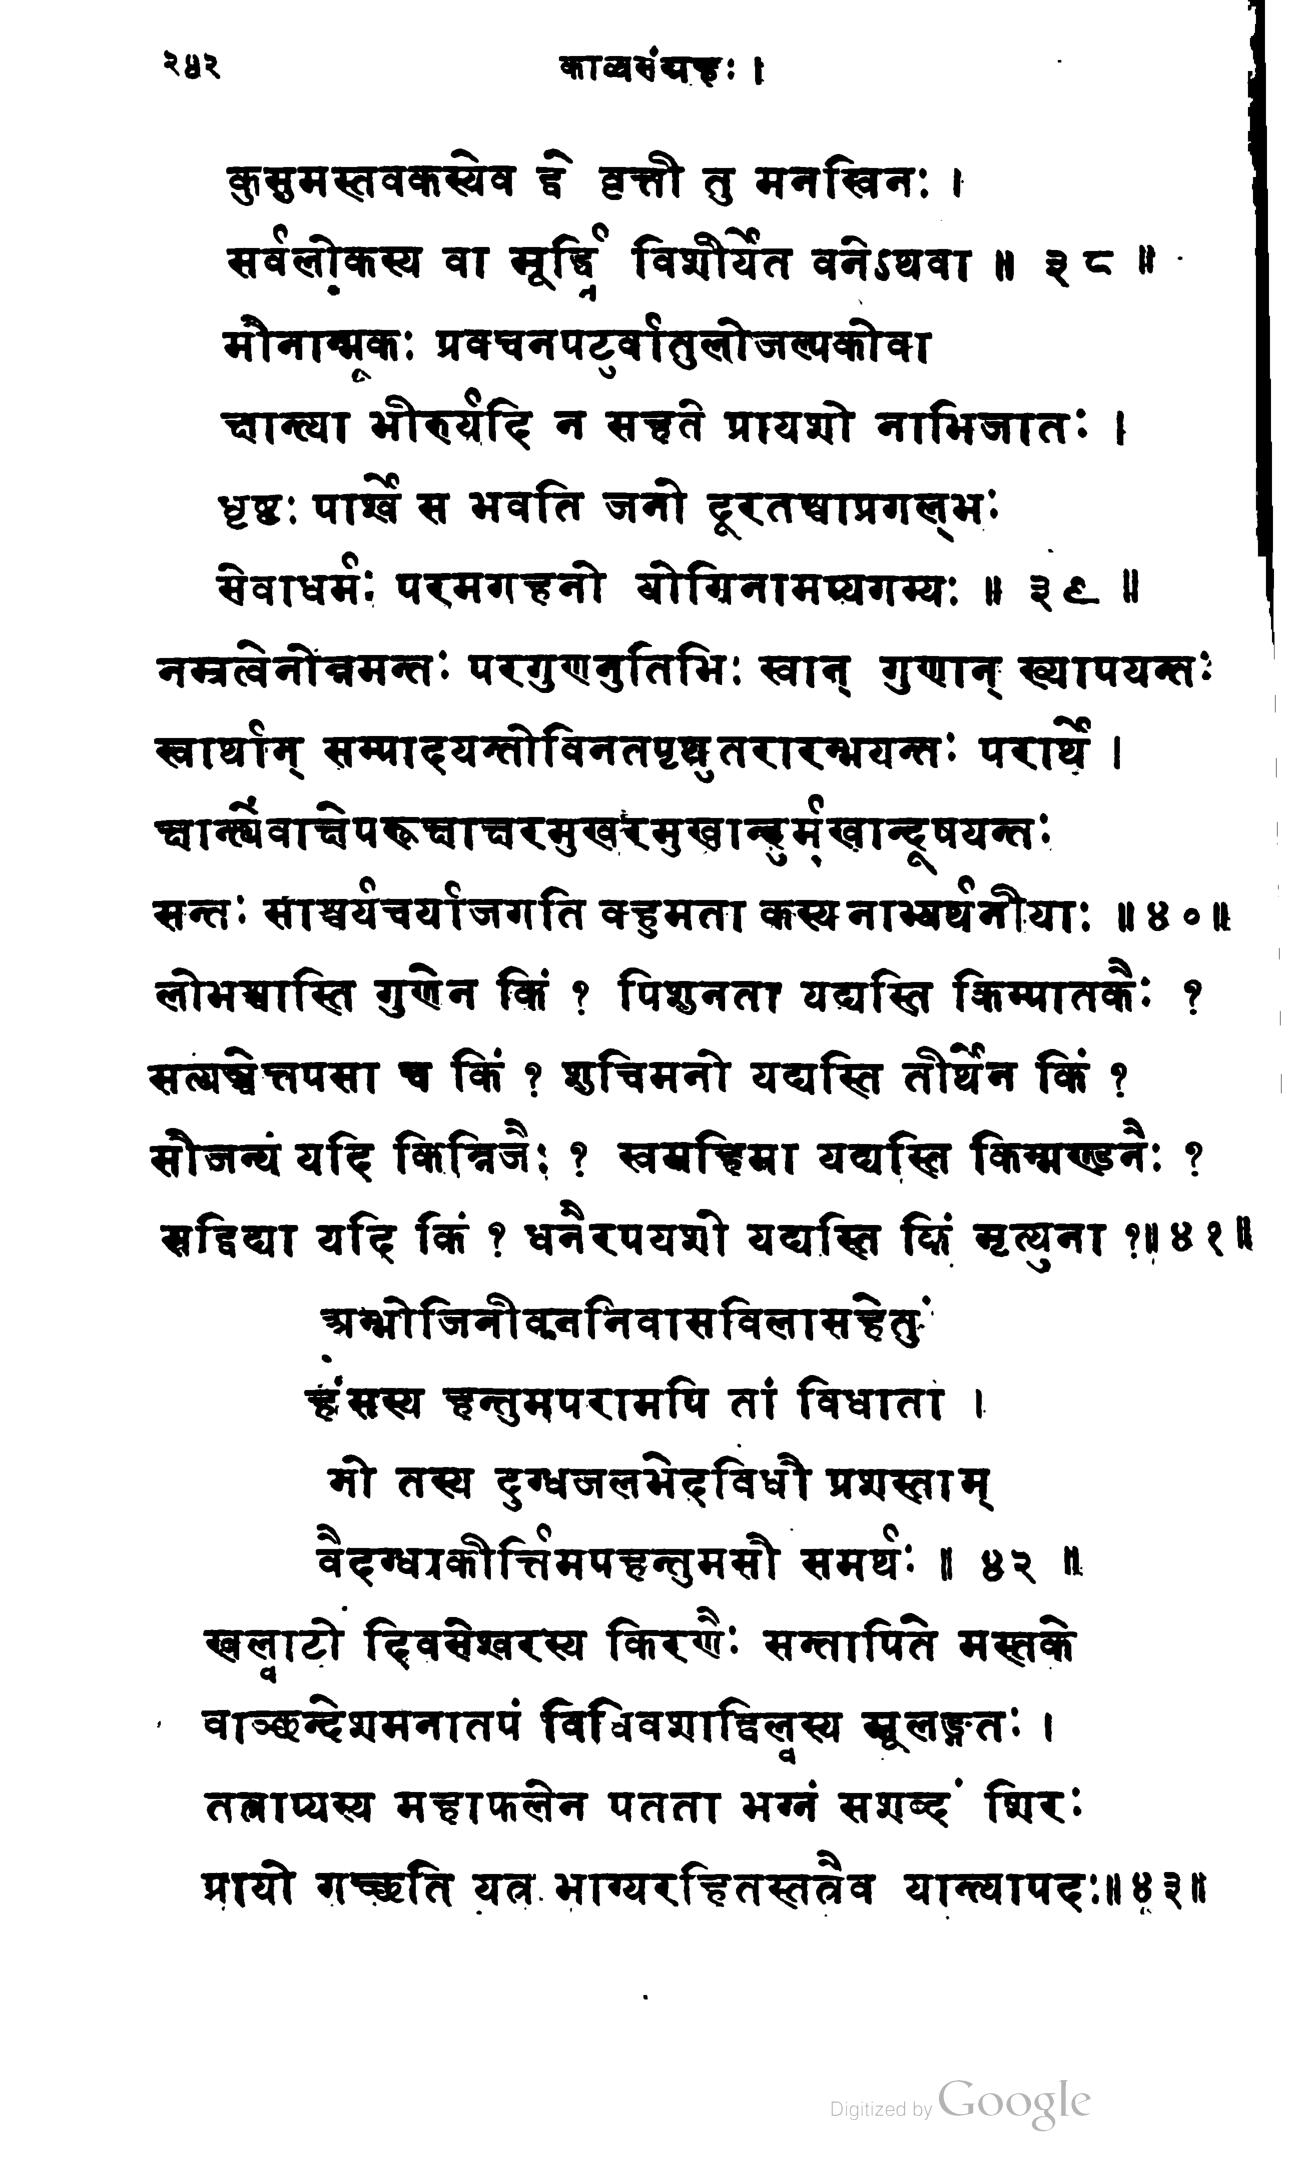 २४२ काव्यसंग्रहः ।
कुसुमस्तवकस्येव द्वे वृत्तौ तु मनस्विनः ।
सर्वलोकस्य वा मूर्द्ध्नि विशीर्येत वनेऽथवा ॥ ३८ ॥
मौनान्मूकः प्रवचनपटुर्वातुलोजल्पकोवा
क्षान्त्या भीरुर्यदि न सहते प्रायशो नाभिजातः ।
धृष्टः पार्श्वे स भवति जनो दूरतश्चाप्रगल्भः
सेवाधर्मः परमगहनो योगिनामप्यगम्यः ॥ ३९ ॥
नम्रत्वेनोन्नमन्तः परगुणनुतिभिः स्वान् गुणान् ख्यापयन्तः
स्वार्थान् सम्पादयन्तोविनतपृथुतरारम्भयन्तः परार्थे ।
क्षान्त्यैवाक्षेपरूक्षाक्षरमुखरमुखान्दुर्मुखान्दूषयन्तः
सन्तः साश्चर्यचर्याजगति वहुमता कस्य नाभ्यर्थनीयाः ॥ ४० ॥
लोभश्चास्ति गुणेन किं ? पिशुनता यद्यस्ति किम्पातकैः ?
सत्यञ्चेत्तपसा च किं ? शुचिमनो यद्यस्ति तीर्थेन किं ?
सौजन्यं यदि किन्निजैः ? स्वमहिमा यद्यस्ति किम्मण्डनैः ?
सद्विद्या यदि किं ? धनैरपयशो यद्यस्ति किं मृत्युना ?॥ ४१ ॥
अम्भोजिनीवननिवासविलासहेतुं
हंसस्य हन्तुमपरामपि तां विधाता ।
नो तस्य दुग्धजलभेदविधौ प्रशस्ताम्
वैदग्धाकीर्त्तिमपहन्तुमसौ समर्थः ॥ ४२ ॥
खल्वाटो दिवसेश्वरस्य किरणैः सन्तापिते मस्तके
वाञ्छन्देशमनातपं विधिवशाद्विल्वस्य मूलङ्गतः ।
तत्राप्यस्य महाफलेन पतता भग्नं सशब्दं शिरः
प्रायो गच्छति यत्र भाग्यरहितस्तत्रैव यान्त्यापदः॥ ४३ ॥
Digitized by Google